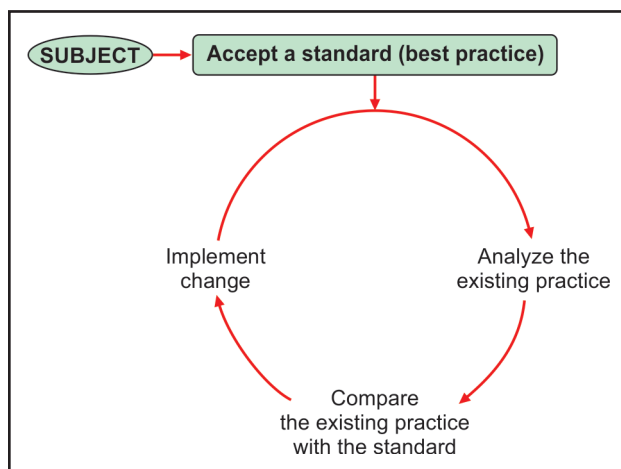 SUBJECT
Accept a standard (best practice)
Analyze the
existing practice
Compare
the existing practice
with the standard
Implement
change